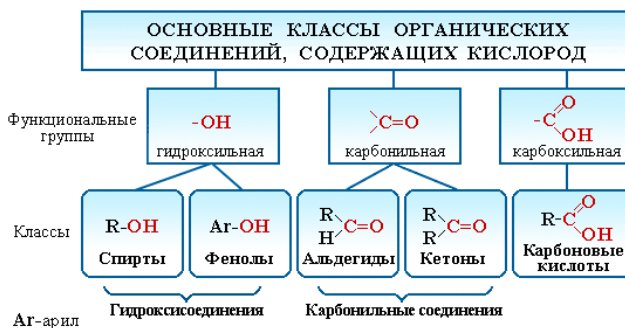 ОСНОВНЫЕ КЛАССЫ ОРГАНИЧЕСКИХ
СОЕДИНЕНИЙ, СОДЕРЖАЩИХ КИСЛОРОД
Функциональные
группы
-OH
гидроксильная
C=O
карбонильная
-C
O
OH
карбоксильная
Классы
R-OH
Спирты
Ar-OH
Фенолы
R
H
C=O
Альдегиды
R
R
C=O
Кетоны
R-C
O
OH
Карбоновые
кислоты
Гидроксисоединения
Карбонильные соединения
Ar-арил